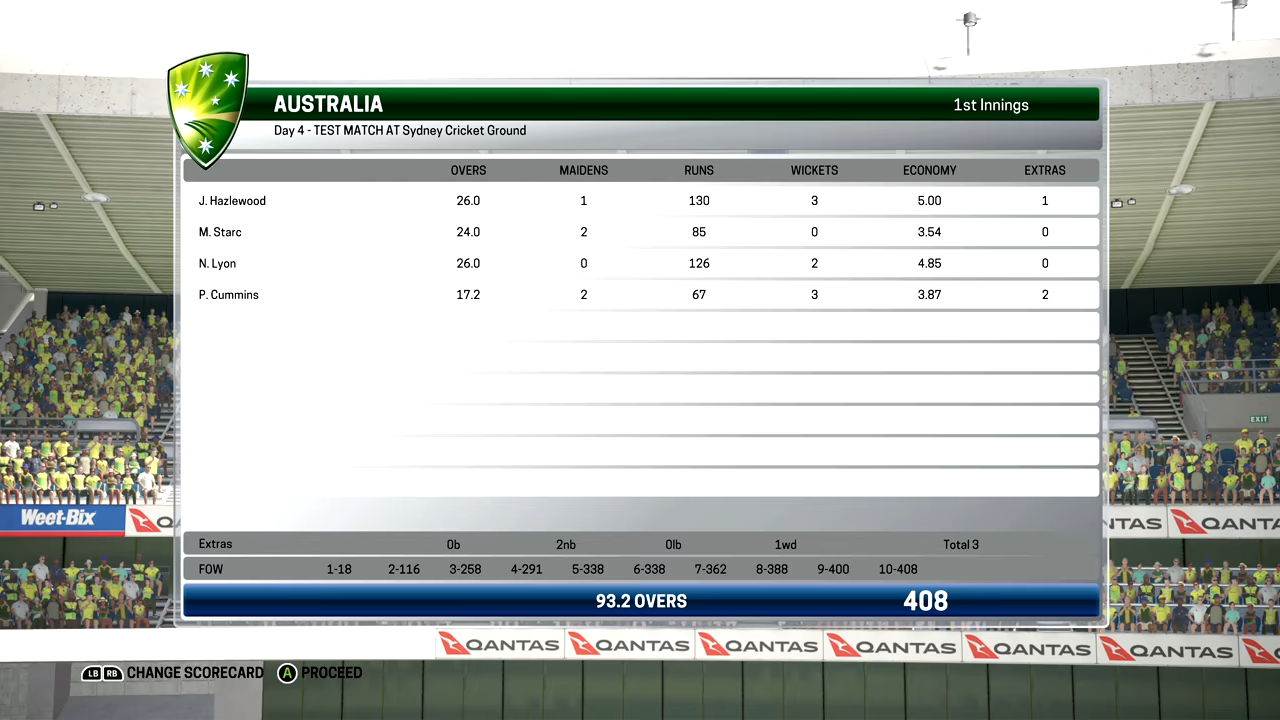 AUSTRALIA 1st Innings
Day 4 - TEST MATCH AT Sydney Cricket Ground
OVERS MAIDENS RUNS WICKETS ECONOMY EXTRAS
J. Hazlewood 26.0 1 130 3 5.00 1
M. Starc 24.0 2 85 0 3.54 0
N. Lyon 26.0 0 126 2 4.85 0
P. Cummins 17.2 2 67 3 3.87 2
EXIT
Weet-Bix QA NTAS QANTA
Extras 0b 2nb 0lb 1wd Total 3
FOW 1-18 2-116 3-258 4-291 5-338 6-338 7-362 8-388 9-400 10-408
93.2 OVERS 408
QANTAS QANTAS QANTAS QANTAS QANTAS QANTAS
LB RB CHANGE SCORECARD A PROCEED